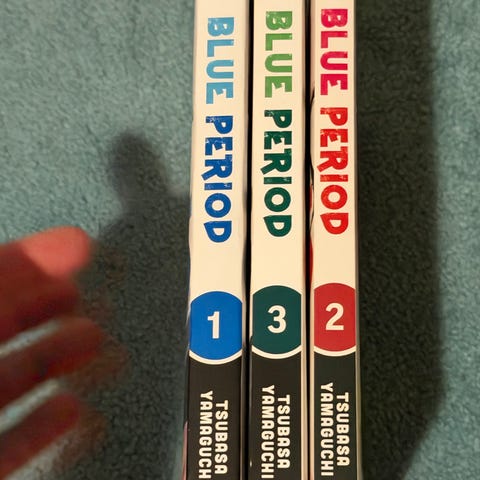 BLUE PERIOD
1
TSUBASA
YAMAGUCHI
BLUE PERIOD
3
TSUBASA
YAMAGUCHI
BLUE PERIOD
2
TSUBASA
YAMAGUCHI